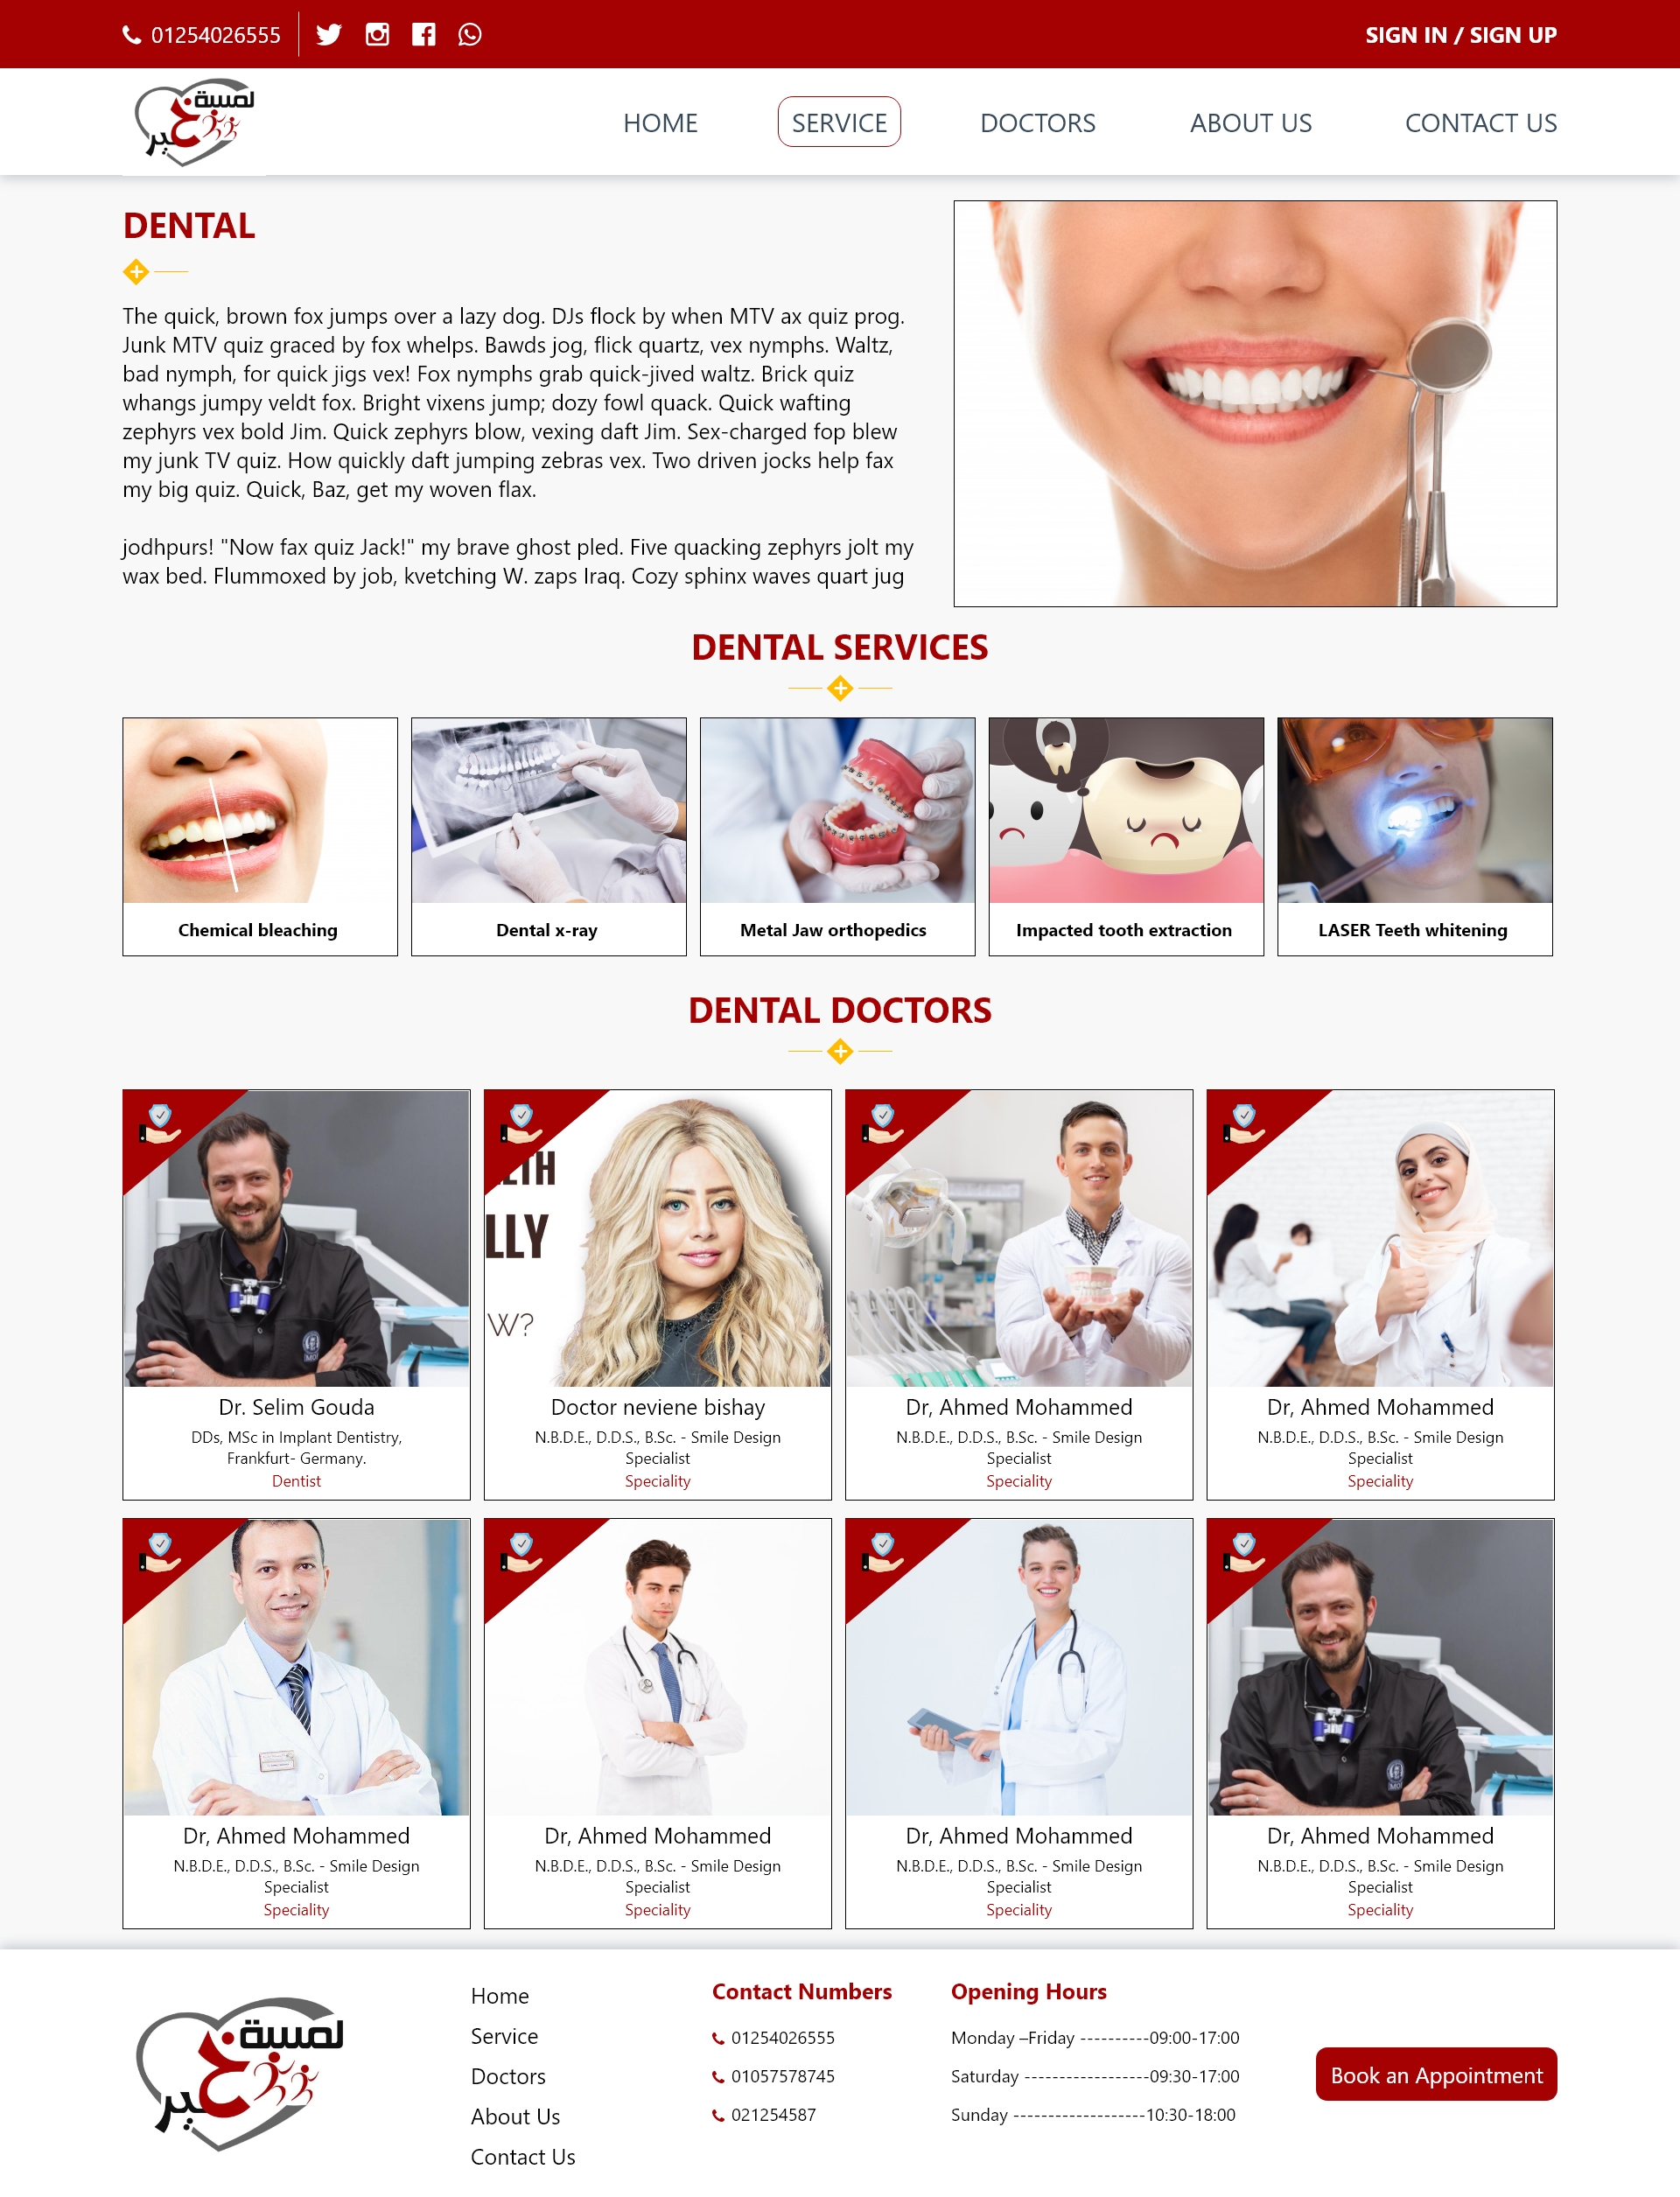 01254026555
SIGN IN / SIGN UP
لمسة
خير
HOME
SERVICE
DOCTORS
ABOUT US
CONTACT US
DENTAL
The quick, brown fox jumps over a lazy dog. DJs flock by when MTV ax quiz prog.
Junk MTV quiz graced by fox whelps. Bawds jog, flick quartz, vex nymphs. Waltz,
bad nymph, for quick jigs vex! Fox nymphs grab quick-jived waltz. Brick quiz
whangs jumpy veldt fox. Bright vixens jump; dozy fowl quack. Quick wafting
zephyrs vex bold Jim. Quick zephyrs blow, vexing daft Jim. Sex-charged fop blew
my junk TV quiz. How quickly daft jumping zebras vex. Two driven jocks help fax
my big quiz. Quick, Baz, get my woven flax.
jodhpurs! "Now fax quiz Jack!" my brave ghost pled. Five quacking zephyrs jolt my
wax bed. Flummoxed by job, kvetching W. zaps Iraq. Cozy sphinx waves quart jug
DENTAL SERVICES
Chemical bleaching
Dental x-ray
Metal Jaw orthopedics
Impacted tooth extraction
LASER Teeth whitening
DENTAL DOCTORS
LTH
LLY
W?
Dr. Selim Gouda
DDs, MSc in Implant Dentistry,
Frankfurt- Germany.
Dentist
Doctor neviene bishay
N.B.D.E., D.D.S., B.Sc. - Smile Design
Specialist
Speciality
Dr, Ahmed Mohammed
N.B.D.E., D.D.S., B.Sc. - Smile Design
Specialist
Speciality
Dr, Ahmed Mohammed
N.B.D.E., D.D.S., B.Sc. - Smile Design
Specialist
Speciality
Dr, Ahmed Mohammed
N.B.D.E., D.D.S., B.Sc. - Smile Design
Specialist
Speciality
Dr, Ahmed Mohammed
N.B.D.E., D.D.S., B.Sc. - Smile Design
Specialist
Speciality
Dr, Ahmed Mohammed
N.B.D.E., D.D.S., B.Sc. - Smile Design
Specialist
Speciality
Dr, Ahmed Mohammed
N.B.D.E., D.D.S., B.Sc. - Smile Design
Specialist
Speciality
لمسة
خير
Home
Service
Doctors
About Us
Contact Us
Contact Numbers
01254026555
01057578745
021254587
Opening Hours
Monday –Friday ----------09:00-17:00
Saturday ------------------09:30-17:00
Sunday -------------------10:30-18:00
Book an Appointment